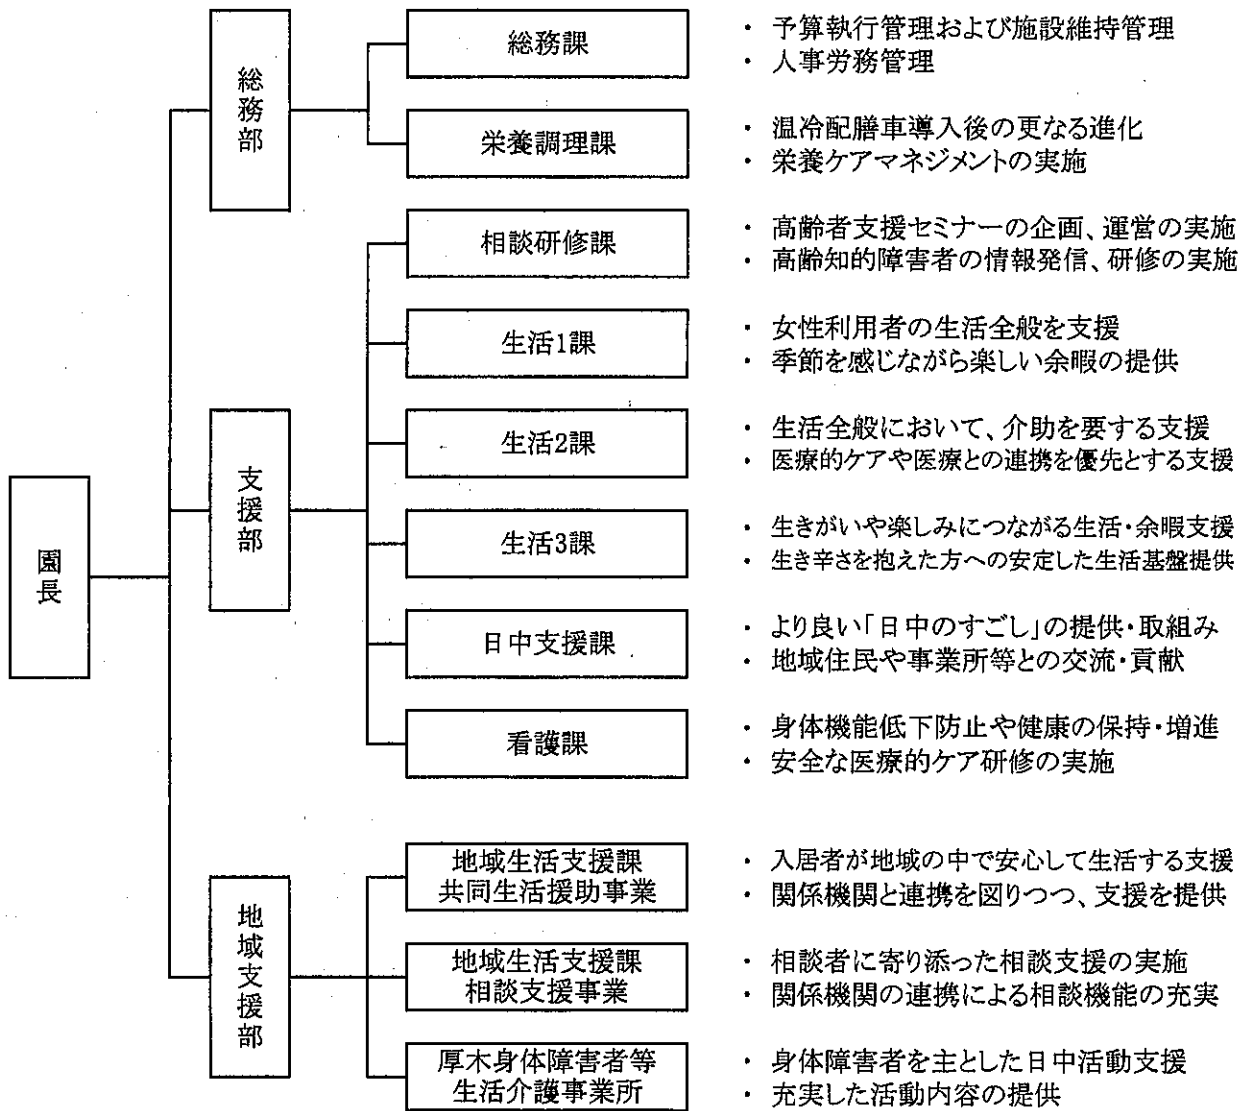 園長
総務部
総務課
・ 予算執行管理および施設維持管理
・ 人事労務管理
栄養調理課
・ 温冷配膳車導入後の更なる進化
・ 栄養ケアマネジメントの実施
支援部
相談研修課
・ 高齢者支援セミナーの企画、運営の実施
・ 高齢知的障害者の情報発信、研修の実施
生活1課
・ 女性利用者の生活全般を支援
・ 季節を感じながら楽しい余暇の提供
生活2課
・ 生活全般において、介助を要する支援
・ 医療的ケアや医療との連携を優先とする支援
生活3課
・ 生きがいや楽しみにつながる生活・余暇支援
・ 生き辛さを抱えた方への安定した生活基盤提供
日中支援課
・ より良い「日中のすごし」の提供・取組み
・ 地域住民や事業所等との交流・貢献
看護課
・ 身体機能低下防止や健康の保持・増進
・ 安全な医療的ケア研修の実施
地域支援部
地域生活支援課
共同生活援助事業
・ 入居者が地域の中で安心して生活する支援
・ 関係機関と連携を図りつつ、支援を提供
地域生活支援課
相談支援事業
・ 相談者に寄り添った相談支援の実施
・ 関係機関の連携による相談機能の充実
厚木身体障害者等
生活介護事業所
・ 身体障害者を主とした日中活動支援
・ 充実した活動内容の提供